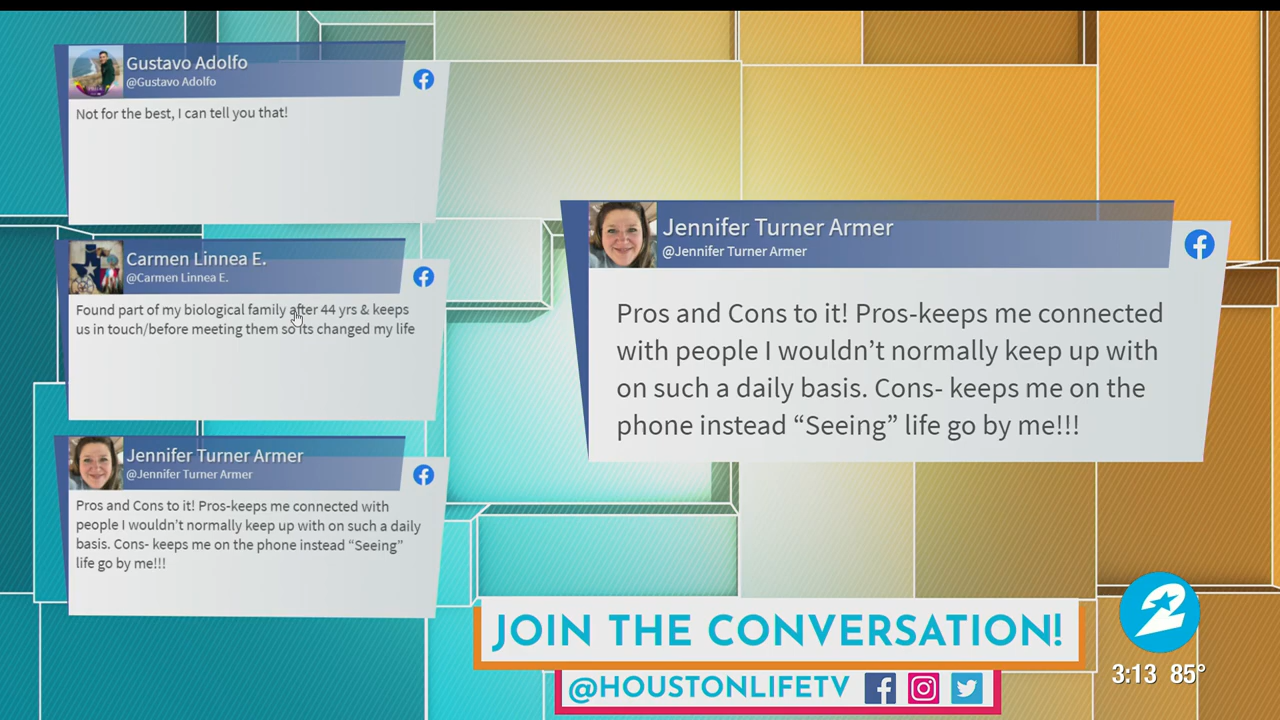 Gustavo Adolfo
@Gustavo Adolfo
Not for the best, I can tell you that!
Carmen Linnea E.
@Carmen Linnea E.
Found part of my biological family after 44 yrs & keeps
us in touch/before meeting them so its changed my life
Jennifer Turner Armer
@Jennifer Turner Armer
Pros and Cons to it! Pros-keeps me connected with
people I wouldn't normally keep up with on such a daily
basis. Cons- keeps me on the phone instead “Seeing”
life go by me!!!
Jennifer Turner Armer
@Jennifer Turner Armer
Pros and Cons to it! Pros-keeps me connected
with people I wouldn't normally keep up with
on such a daily basis. Cons- keeps me on the
phone instead “Seeing” life go by me!!!
JOIN THE CONVERSATION!
@HOUSTONLIFETV
2
3:13 85°